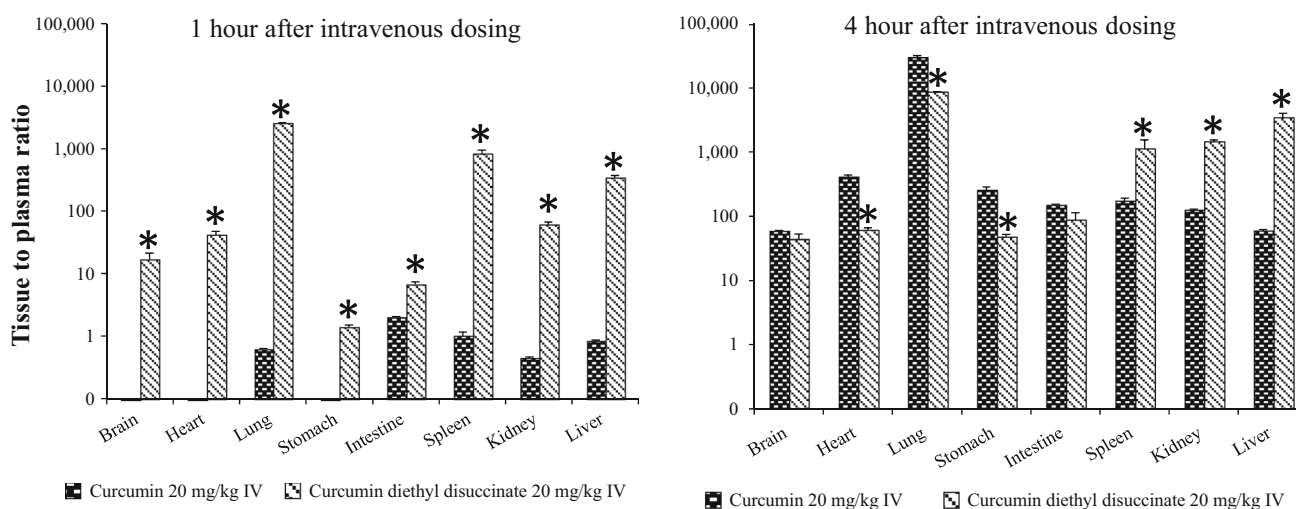 1 hour after intravenous dosing
Tissue to plasma ratio
100,000
10,000
1,000
100
10
1
0
* * * * * * * *
Brain Heart Lung Stomach Intestine Spleen Kidney Liver
Curcumin 20 mg/kg IV Curcumin diethyl disuccinate 20 mg/kg IV
4 hour after intravenous dosing
100,000
10,000
1,000
100
10
1
0
* * * * * *
Brain Heart Lung Stomach Intestine Spleen Kidney Liver
Curcumin 20 mg/kg IV Curcumin diethyl disuccinate 20 mg/kg IV